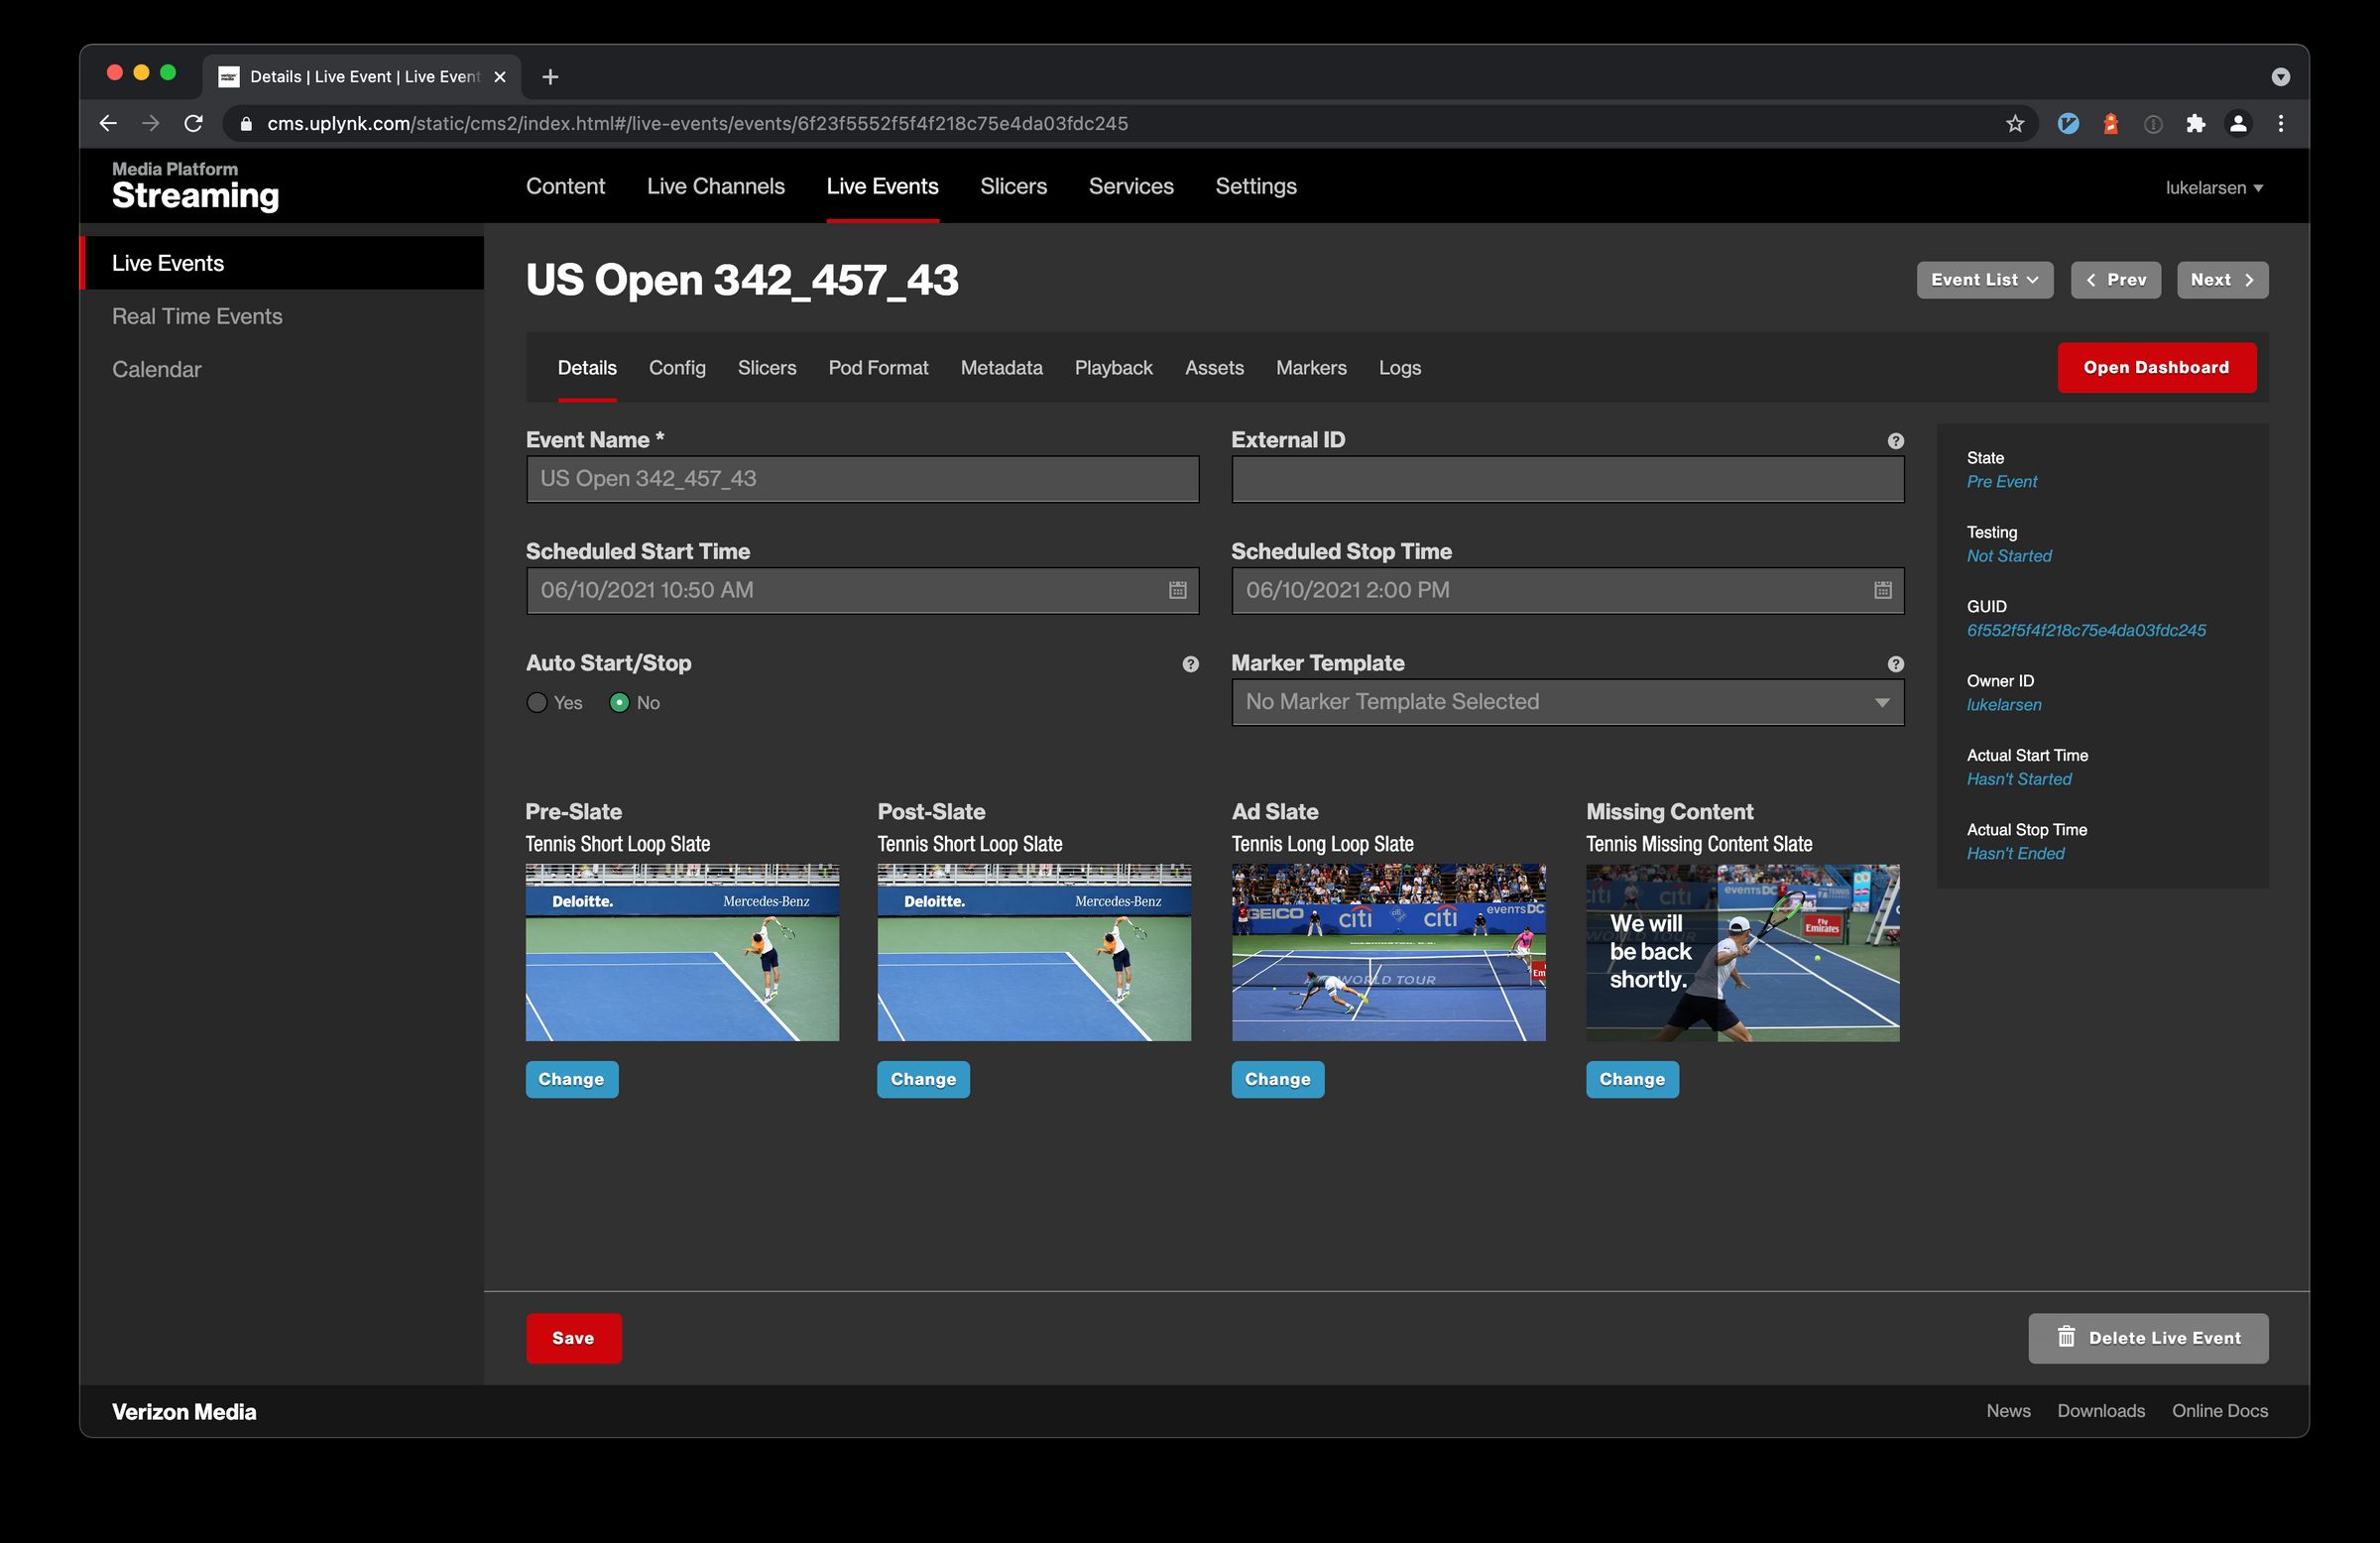 Details | Live Event | Live Event
cms.uplynk.com/static/cms2/index.html#/live-events/events/6f23f5552f5f4f218c75e4da03fdc245
Media Platform
Streaming
Content Live Channels Live Events Slicers Services Settings
lukelarsen
Live Events
Real Time Events
Calendar
US Open 342_457_43
Event List Prev Next
Details Config Slicers Pod Format Metadata Playback Assets Markers Logs
Open Dashboard
Event Name *
US Open 342_457_43
External ID
Scheduled Start Time
06/10/2021 10:50 AM
Scheduled Stop Time
06/10/2021 2:00 PM
Auto Start/Stop
Yes No
Marker Template
No Marker Template Selected
State
Pre Event
Testing
Not Started
GUID
6f552f5f4f218c75e4da03fdc245
Owner ID
lukelarsen
Actual Start Time
Hasn't Started
Actual Stop Time
Hasn't Ended
Pre-Slate
Tennis Short Loop Slate
Deloitte. Mercedes-Benz
Change
Post-Slate
Tennis Short Loop Slate
Deloitte. Mercedes-Benz
Change
Ad Slate
Tennis Long Loop Slate
GEICO citi citi eventsDC
WORLD TOUR
Change
Missing Content
Tennis Missing Content Slate
citi citi eventsDC
Fly
Emirates
WORLD TOUR
We will
be back
shortly.
Change
Save
Delete Live Event
Verizon Media
News Downloads Online Docs